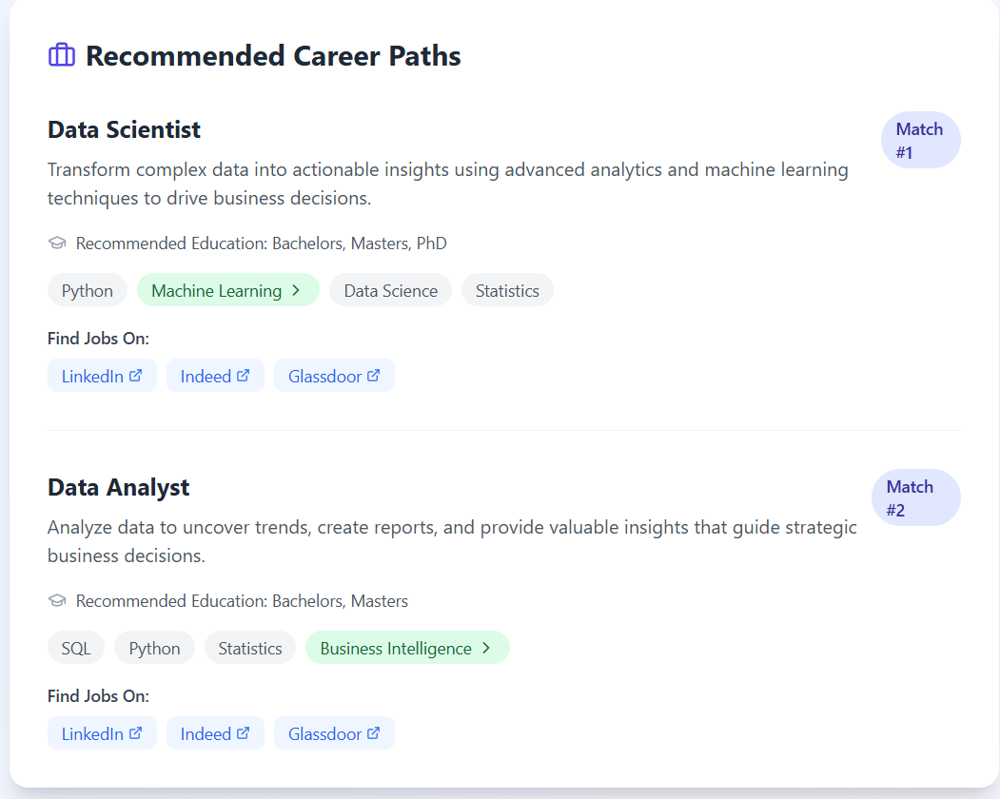 Recommended Career Paths
Data Scientist
Match
#1
Transform complex data into actionable insights using advanced analytics and machine learning
techniques to drive business decisions.
Recommended Education: Bachelors, Masters, PhD
Python Machine Learning Data Science Statistics
Find Jobs On:
LinkedIn Indeed Glassdoor
Data Analyst
Match
#2
Analyze data to uncover trends, create reports, and provide valuable insights that guide strategic
business decisions.
Recommended Education: Bachelors, Masters
SQL Python Statistics Business Intelligence
Find Jobs On:
LinkedIn Indeed Glassdoor